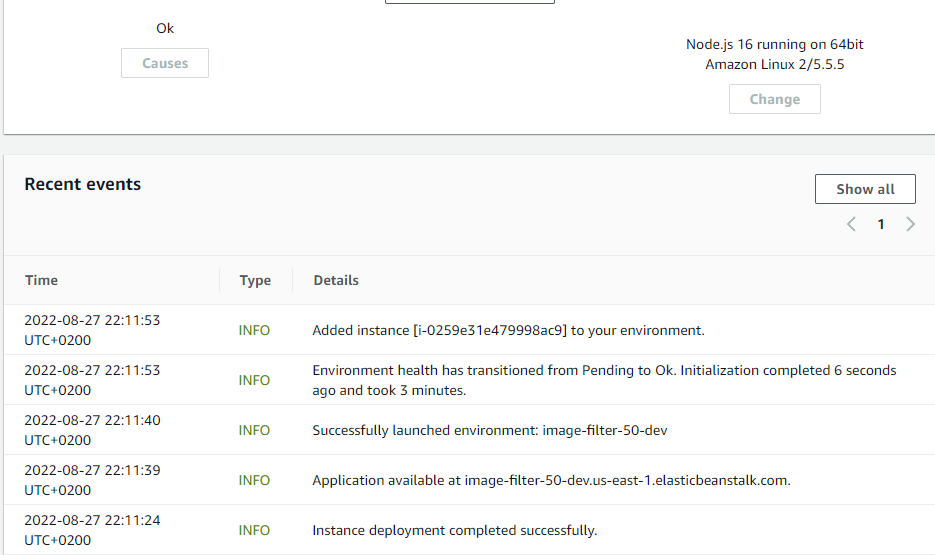 Ok
Causes
Node.js 16 running on 64bit
Amazon Linux 2/5.5.5
Change
Recent events
Show all
1
Time Type Details
2022-08-27 22:11:53
UTC+0200
INFO
Added instance [i-0259e31e479998ac9] to your environment.
2022-08-27 22:11:53
UTC+0200
INFO
Environment health has transitioned from Pending to Ok. Initialization completed 6 seconds
ago and took 3 minutes.
2022-08-27 22:11:40
UTC+0200
INFO
Successfully launched environment: image-filter-50-dev
2022-08-27 22:11:39
UTC+0200
INFO
Application available at image-filter-50-dev.us-east-1.elasticbeanstalk.com.
2022-08-27 22:11:24
UTC+0200
INFO
Instance deployment completed successfully.